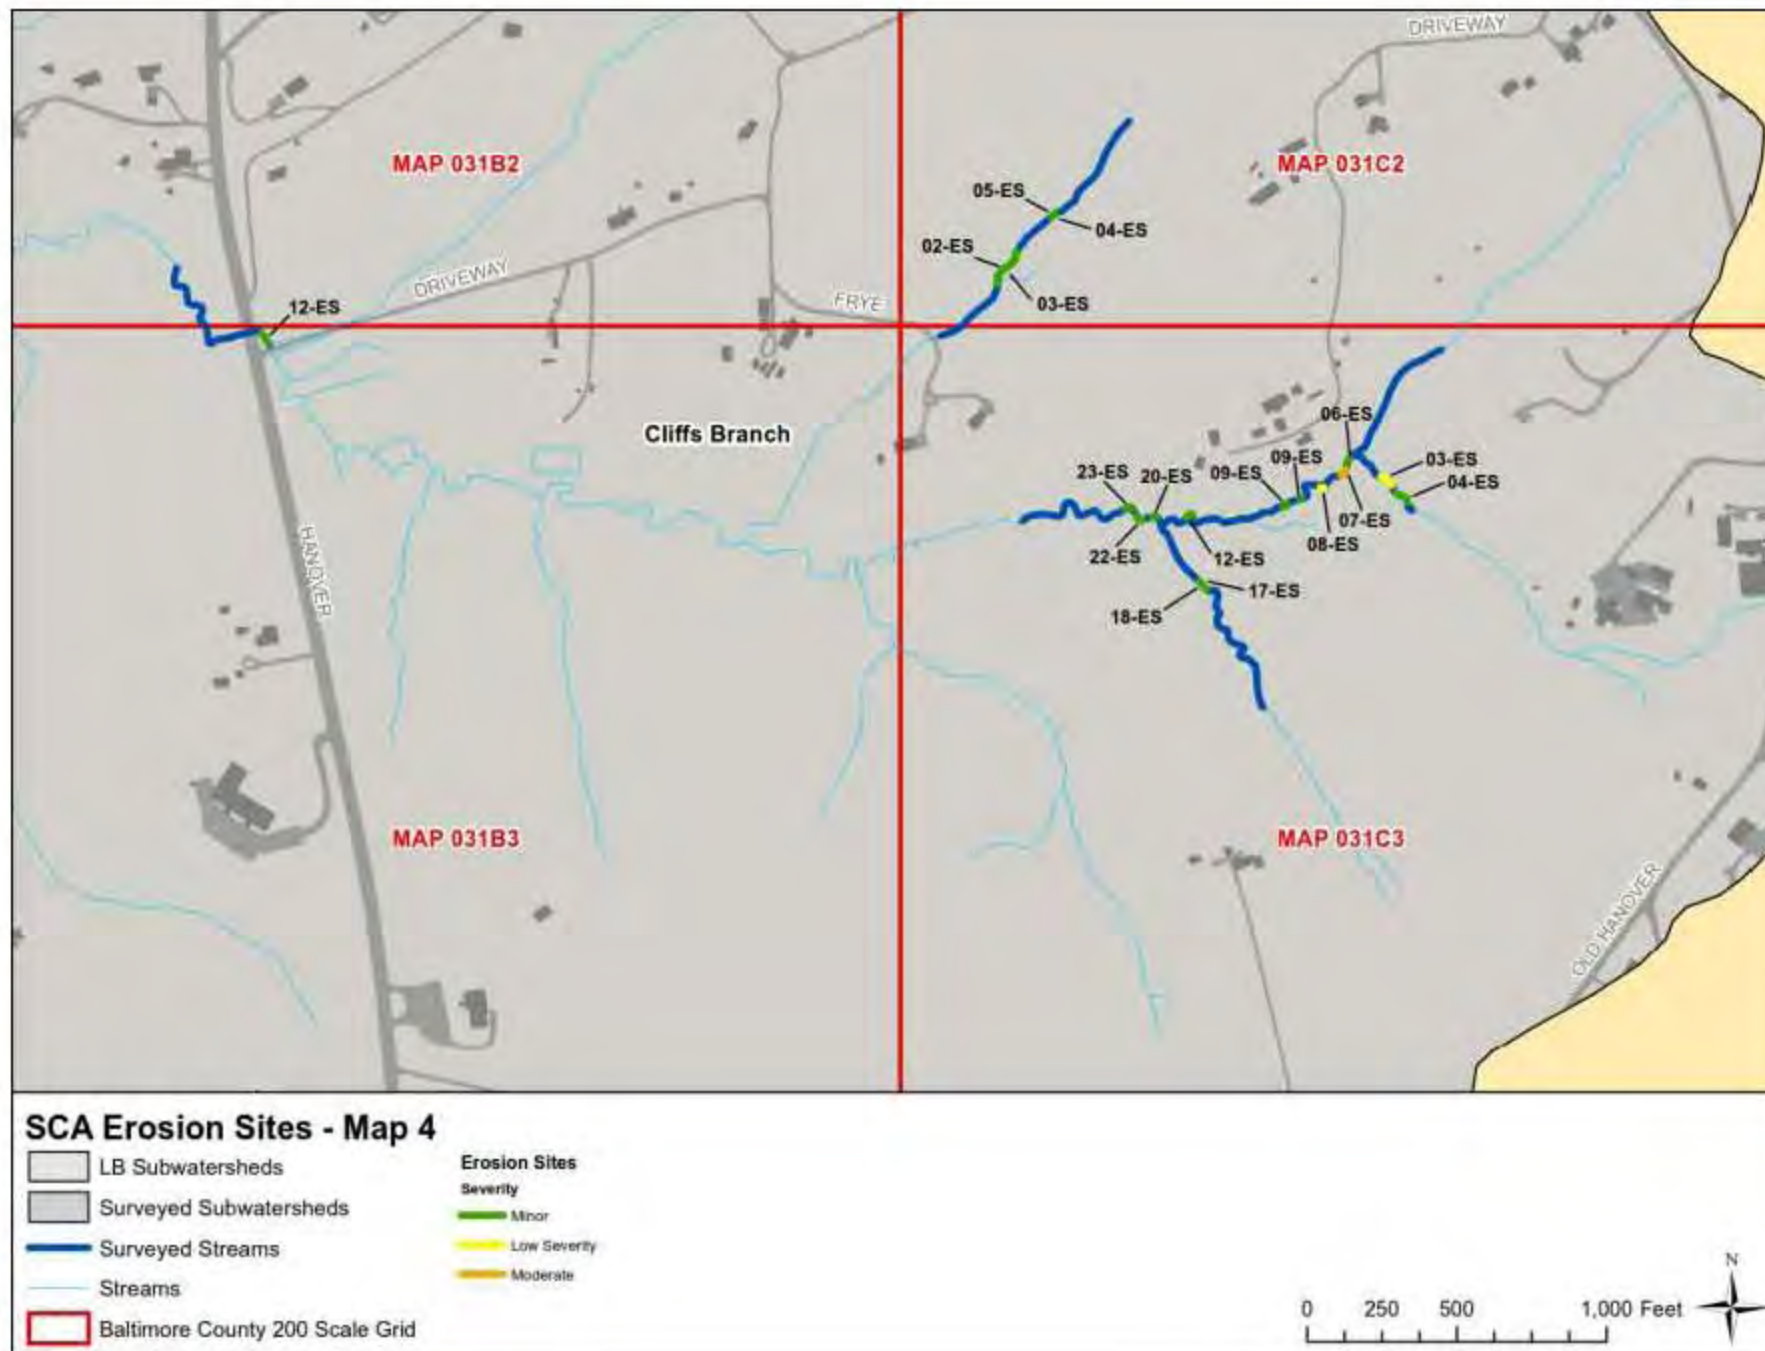 DRIVEWAY
MAP 031B2
MAP 031C2
05-ES
04-ES
02-ES
03-ES
DRIVEWAY
FRYE
12-ES
Cliffs Branch
06-ES
09-ES
03-ES
23-ES
20-ES
09-ES
04-ES
07-ES
22-ES
12-ES
08-ES
17-ES
18-ES
HANOVER
MAP 031B3
MAP 031C3
OLD HANOVER
SCA Erosion Sites - Map 4
LB Subwatersheds
Surveyed Subwatersheds
Surveyed Streams
Streams
Baltimore County 200 Scale Grid
Erosion Sites
Severity
Minor
Low Severity
Moderate
N
0 250 500 1,000 Feet